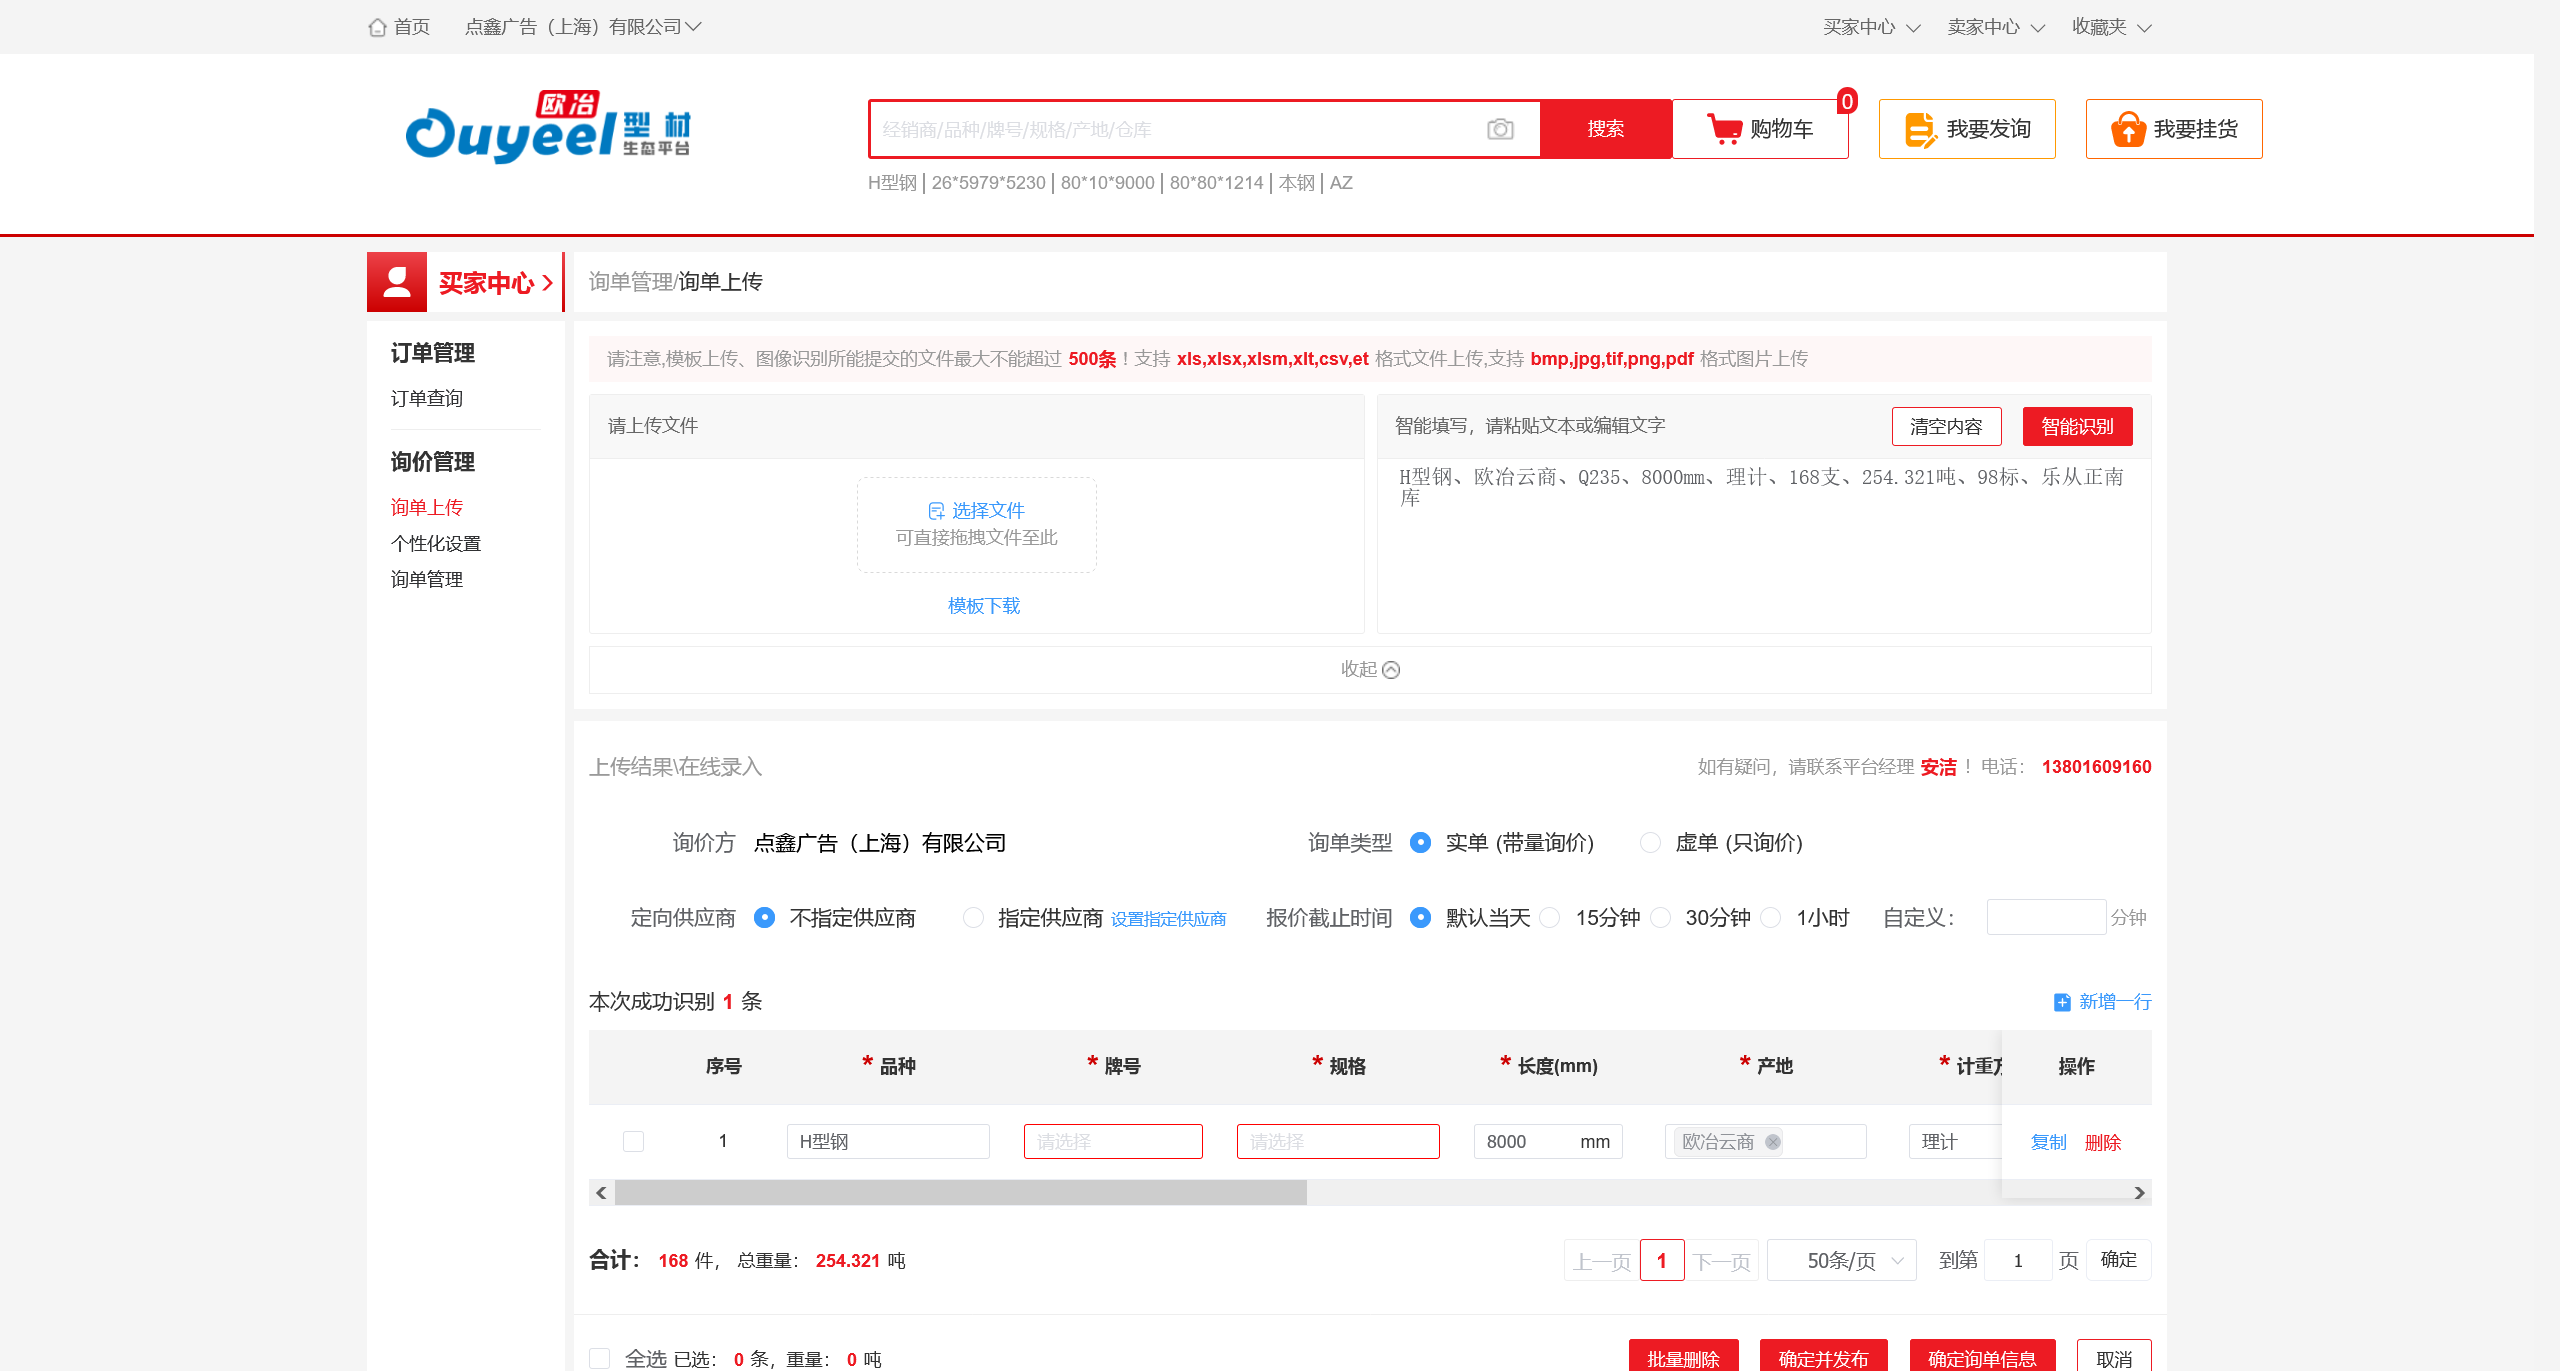 首页 点鑫广告（上海）有限公司 买家中心 卖家中心 收藏夹
欧冶 Ouyeel 型材 生态平台
经销商/品种/牌号/规格/产地/仓库 搜索 购物车 0 我要发询 我要挂货
H型钢 | 26*5979*5230 | 80*10*9000 | 80*80*1214 | 本钢 | AZ
买家中心 询单管理/询单上传
订单管理
订单查询
询价管理
询单上传
个性化设置
询单管理
请注意,模板上传、图像识别所能提交的文件最大不能超过 500条！支持 xls,xlsx,xlsm,xlt,csv,et 格式文件上传,支持 bmp,jpg,tif,png,pdf 格式图片上传
请上传文件
选择文件
可直接拖拽文件至此
模板下载
智能填写，请粘贴文本或编辑文字 清空内容 智能识别
H型钢、欧冶云商、Q235、8000mm、理计、168支、254.321吨、98标、乐从正南
库
收起
上传结果\在线录入 如有疑问，请联系平台经理 安洁 ！电话： 13801609160
询价方 点鑫广告（上海）有限公司 询单类型 实单 (带量询价) 虚单 (只询价)
定向供应商 不指定供应商 指定供应商 设置指定供应商 报价截止时间 默认当天 15分钟 30分钟 1小时 自定义： 分钟
本次成功识别 1 条 新增一行
序号 * 品种 * 牌号 * 规格 * 长度(mm) * 产地 * 计重方 操作
1 H型钢 请选择 请选择 8000 mm 欧冶云商 理计 复制 删除
合计： 168 件， 总重量： 254.321 吨 上一页 1 下一页 50条/页 到第 1 页 确定
全选 已选： 0 条，重量： 0 吨 批量删除 确定并发布 确定询单信息 取消